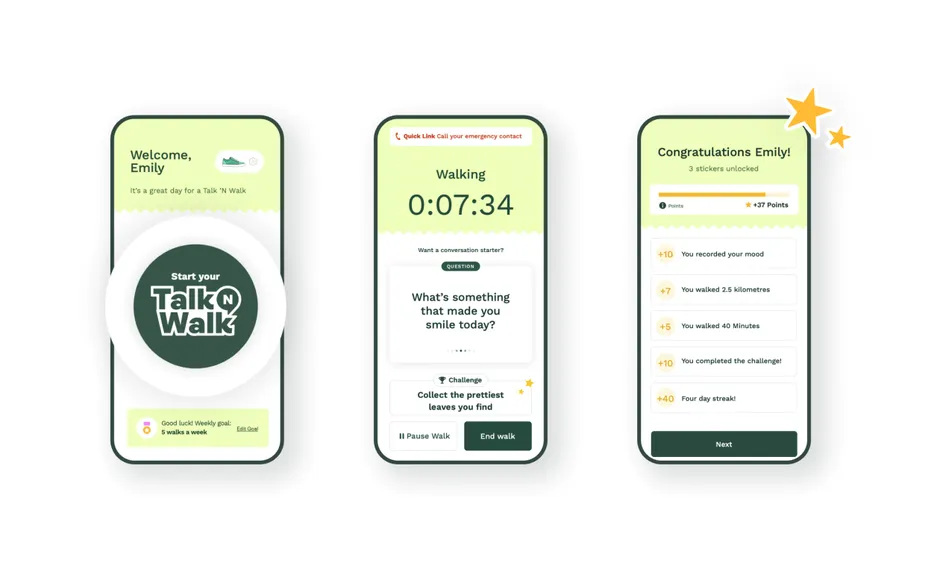 Welcome,
Emily
It's a great day for a Talk 'N Walk
Start your
Talk N
Walk
Good luck! Weekly goal:
5 walks a week
Edit Goal
Quick Link Call your emergency contact
Walking
0:07:34
Want a conversation starter?
QUESTION
What's something
that made you
smile today?
Challenge
Collect the prettiest
leaves you find
Pause Walk
End walk
Congratulations Emily!
3 stickers unlocked
Points
+37 Points
+10 You recorded your mood
+7 You walked 2.5 kilometres
+5 You walked 40 Minutes
+10 You completed the challenge!
+40 Four day streak!
Next